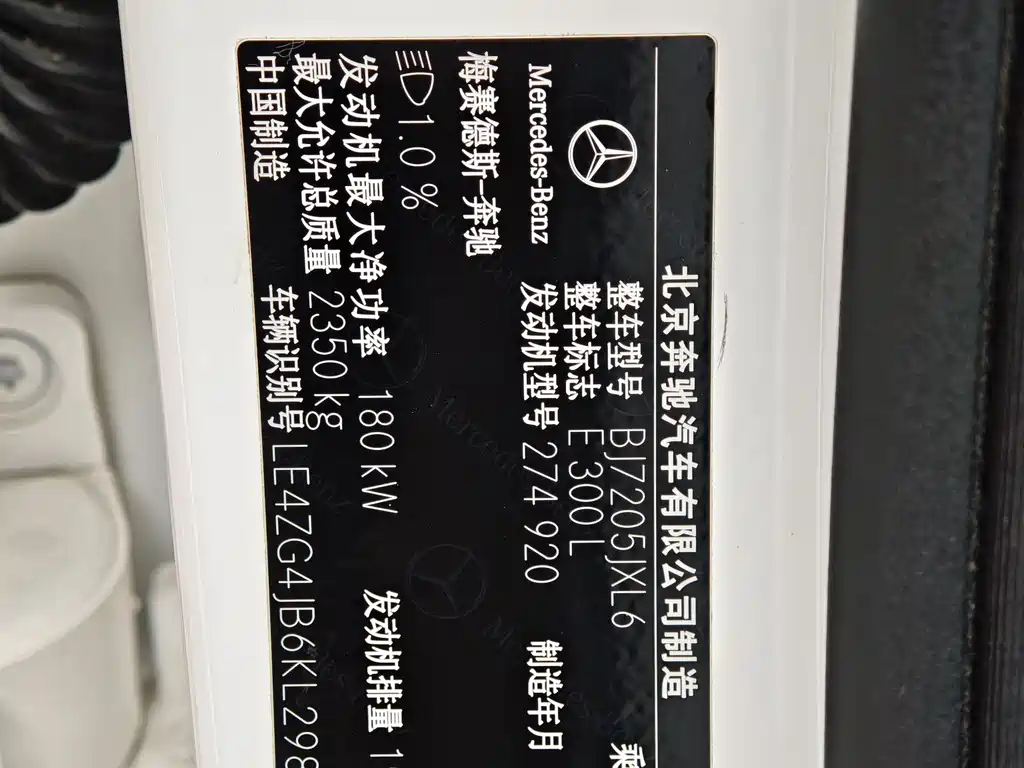 北京奔驰汽车有限公司制造
Mercedes-Benz
梅赛德斯-奔驰
整车型号 BJ7205JXL6 乘
整车标志 E 300 L
发动机型号 274 920 制造年月
1.0 %
发动机最大净功率 180 kW 发动机排量 1
最大允许总质量 2350 kg
中国制造 车辆识别号 LE4ZG4JB6KL298